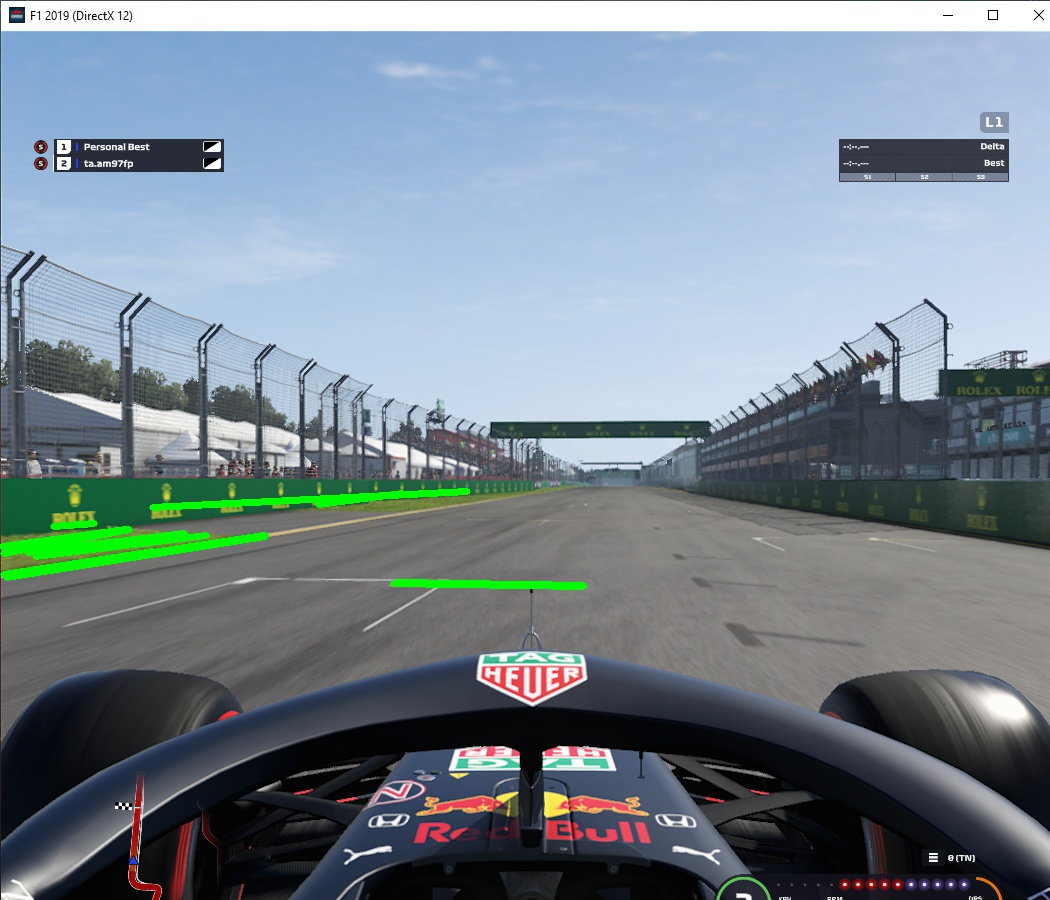 F1 2019 (DirectX 12)
L1
S 1 Personal Best
S 2 ta.am97fp
--:--.--- Delta
--:--.--- Best
S1 S2 S3
ROLEX ROLEX
ROLEX
TAG
HEUER
Red Bull
0 (TN)